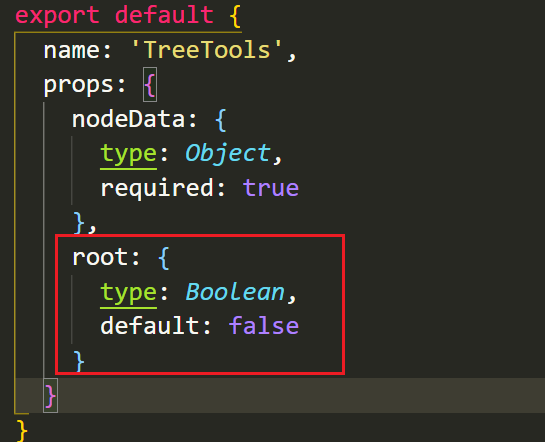 export default {
name: 'TreeTools',
props: {
nodeData: {
type: Object,
required: true
},
root: {
type: Boolean,
default: false
}
}
}